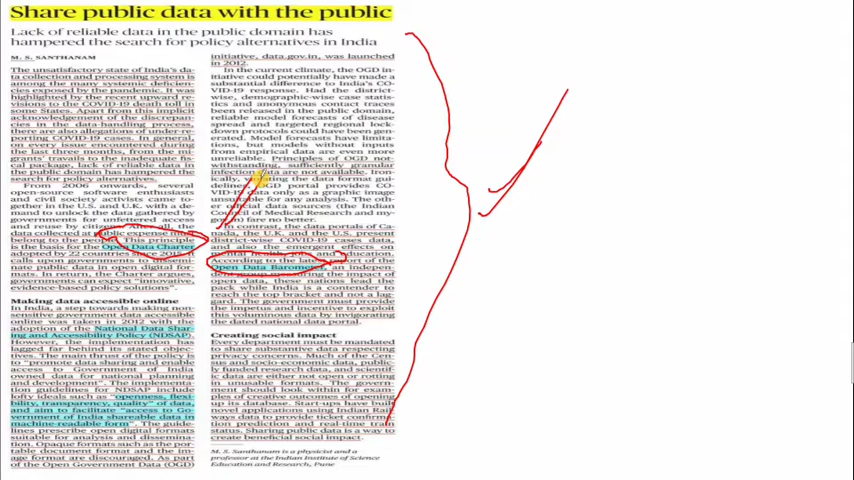 Share public data with the public
Lack of reliable data in the public domain has
hampered the search for policy alternatives in India
M. S. SANTHANAM
The unsatisfactory state of India's da-
ta collection and processing system is
among the many systemic deficien-
cies exposed by the pandemic. It was
highlighted by the recent upward re-
visions to the COVID-19 death toll in
some States. Apart from this implicit
acknowledgement of the discrepan-
cies in the data-handling process,
there are also allegations of under-re-
porting COVID-19 cases. In general,
on every issue encountered during
the last three months, from the mi-
grants' travails to the inadequate fis-
cal package, lack of reliable data in
the public domain has hampered the
search for policy alternatives.
From 2006 onwards, several
open-source software enthusiasts
and civil society activists came to-
gether in the U.S. and U.K. with a de-
mand to unlock the data gathered by
governments for unfettered access
and reuse by citizens. After all, the
data collected at public expense must
belong to the people. This principle
is the basis for the Open Data Charter
adopted by 22 countries since 2015. It
calls upon governments to dissemi-
nate public data in open digital for-
mats. In return, the Charter argues,
governments can expect "innovative,
evidence-based policy solutions".
Making data accessible online
In India, a step towards making non-
sensitive government data accessible
online was taken in 2012 with the
adoption of the National Data Shar-
ing and Accessibility Policy (NDSAP).
However, the implementation has
lagged far behind its stated objec-
tives. The main thrust of the policy is
to "promote data sharing and enable
access to Government of India
owned data for national planning
and development". The implementa-
tion guidelines for NDSAP include
lofty ideals such as "openness, flexi-
bility, transparency, quality" of data,
and aim to facilitate "access to Go-
vernment of India shareable data in
machine-readable form". The guide-
lines prescribe open digital formats
suitable for analysis and dissemina-
tion. Opaque formats such as the por-
table document format and the im-
age format are discouraged. As part
of the Open Government Data (OGD)
initiative, data.gov.in, was launched
in 2012.
In the current climate, the OGD in-
itiative could potentially have made a
substantial difference to India's CO-
VID-19 response. Had the district-
wise, demographic-wise case statis-
tics and anonymous contact traces
been released in the public domain,
reliable model forecasts of disease
spread and targeted regional lock-
down protocols could have been gen-
erated. Model forecasts have limita-
tions, but models without inputs
from empirical data are even more
unreliable. Principles of OGD not-
withstanding, sufficiently granular
infection data are not available. Iron-
ically, violating the data format gui-
delines, OGD portal provides CO-
VID-19 data only as a graphic image
unsuitable for any analysis. The oth-
er official data sources (the Indian
Council of Medical Research and my-
gov) fare no better.
In contrast, the data portals of Ca-
nada, the U.K. and the U.S. present
district-wise COVID-19 cases data,
and also the emergent effects on
mental health, jobs and education.
According to the latest report of the
Open Data Barometer, an indepen-
dent group measuring the impact of
open data, these nations lead the
pack while India is a contender to
reach the top bracket and not a lag-
gard. The government must provide
the impetus and incentive to exploit
this voluminous data by invigorating
the dated national data portal.
Creating social impact
Every department must be mandated
to share substantive data respecting
privacy concerns. Much of the Cen-
sus and socio-economic data, public-
ly funded research data, and scientif-
ic data are either not open or rotting
in unusable formats. The govern-
ment should look within for exam-
ples of creative outcomes of opening
up its databases. Start-ups have built
novel applications using Indian Rail-
ways data to provide ticket confirma-
tion prediction and real-time train
status. Sharing public data is a way to
create beneficial social impact.
M. S. Santhanam is a physicist and a
professor at the Indian Institute of Science
Education and Research, Pune